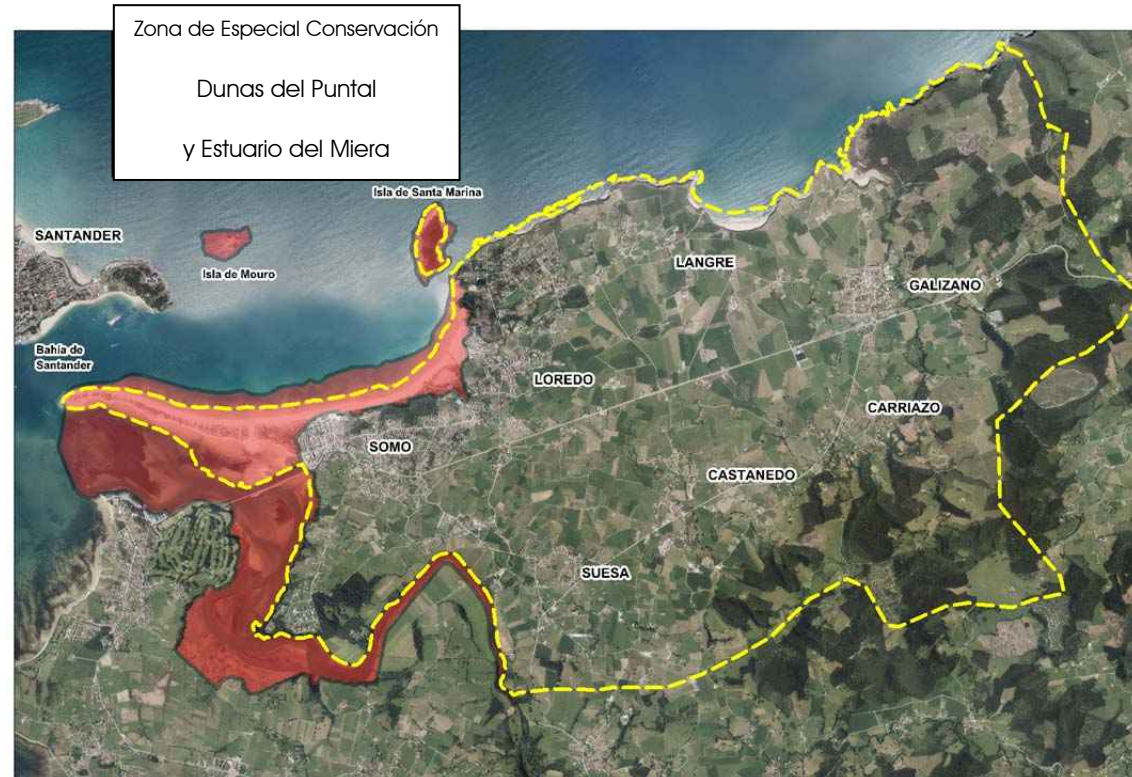 Zona de Especial Conservación
Dunas del Puntal
y Estuario del Miera
Isla de Santa Marina
SANTANDER
Isla de Mouro
LANGRE
GALIZANO
Bahía de
Santander
LOREDO
CARRIAZO
SOMO
CASTANEDO
SUESA